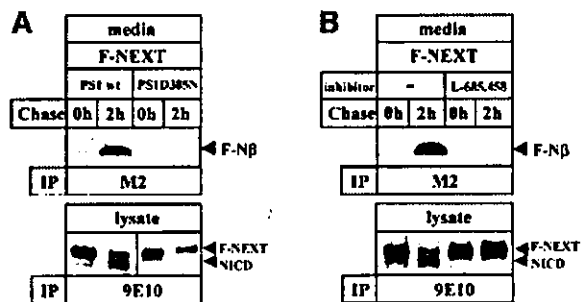 A
media
F-NEXT
PS1 wt PS1D385N
Chase 0h 2h 0h 2h
F-Nβ
IP M2
lysate
F-NEXT
NICD
IP 9E10
B
media
F-NEXT
inhibitor - L-685,458
Chase 0h 2h 0h 2h
F-Nβ
IP M2
lysate
F-NEXT
NICD
IP 9E10